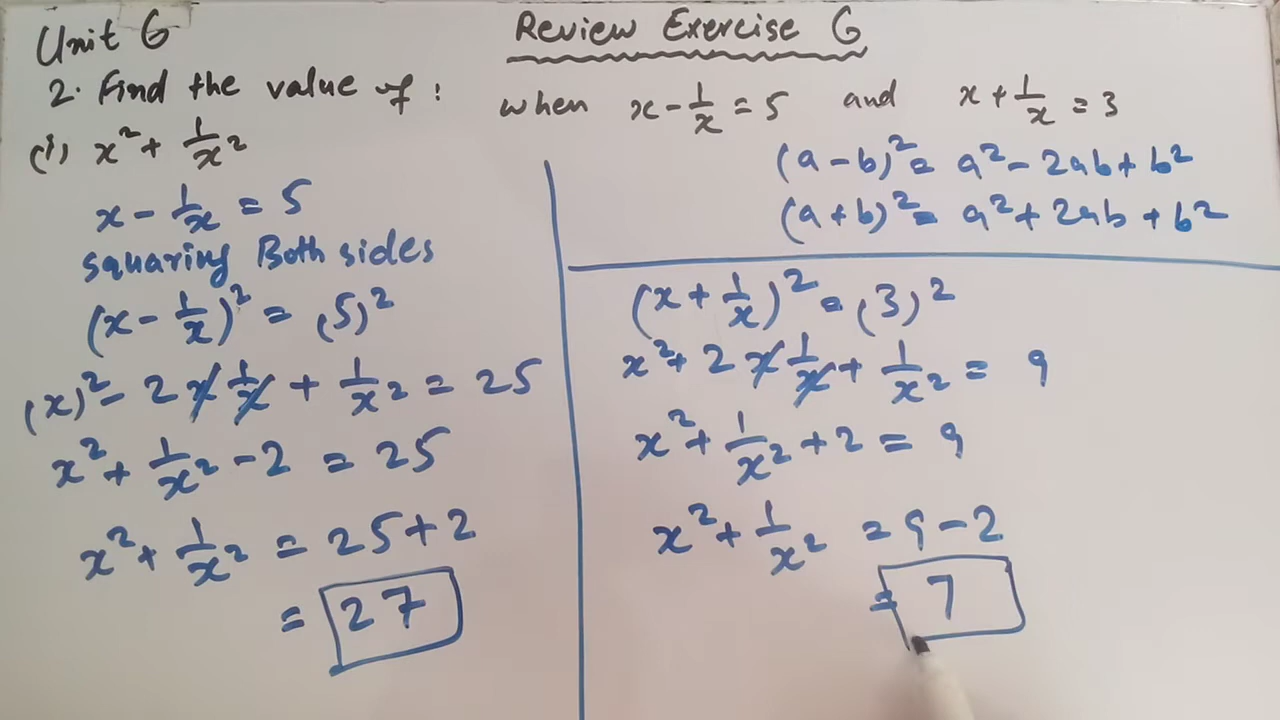 Unit 6
Review Exercise 6
2. Find the value of :
when x - 1/x = 5 and x + 1/x = 3
(i) x² + 1/x²
(a - b)² = a² - 2ab + b²
(a + b)² = a² + 2ab + b²
x - 1/x = 5
squaring Both sides
(x - 1/x)² = (5)²
(x)² - 2 x 1/x + 1/x² = 25
x² + 1/x² - 2 = 25
x² + 1/x² = 25 + 2
= 27
(x + 1/x)² = (3)²
x² + 2 x 1/x + 1/x² = 9
x² + 1/x² + 2 = 9
x² + 1/x² = 9 - 2
= 7